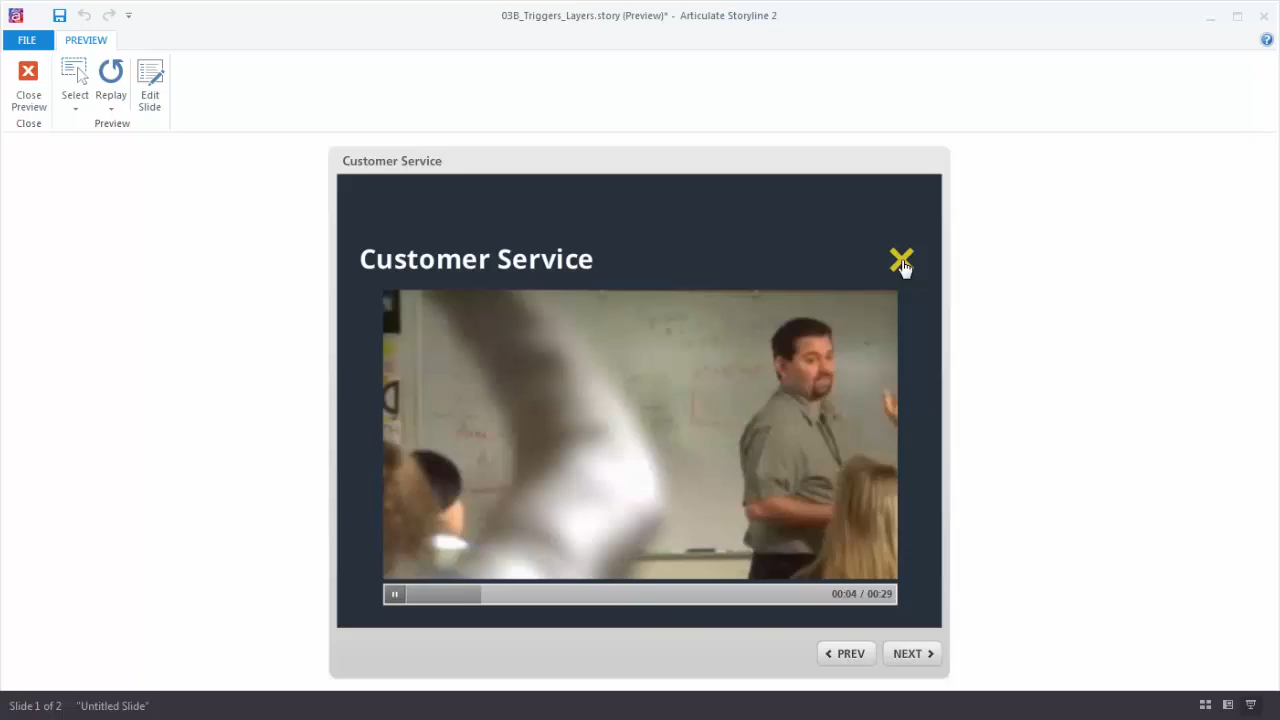 03B_Triggers_Layers.story (Preview)* - Articulate Storyline 2
FILE
PREVIEW
Close Preview
Select
Replay
Edit Slide
Close
Preview
Customer Service
Customer Service
00:04 / 00:29
PREV
NEXT
Slide 1 of 2
"Untitled Slide"